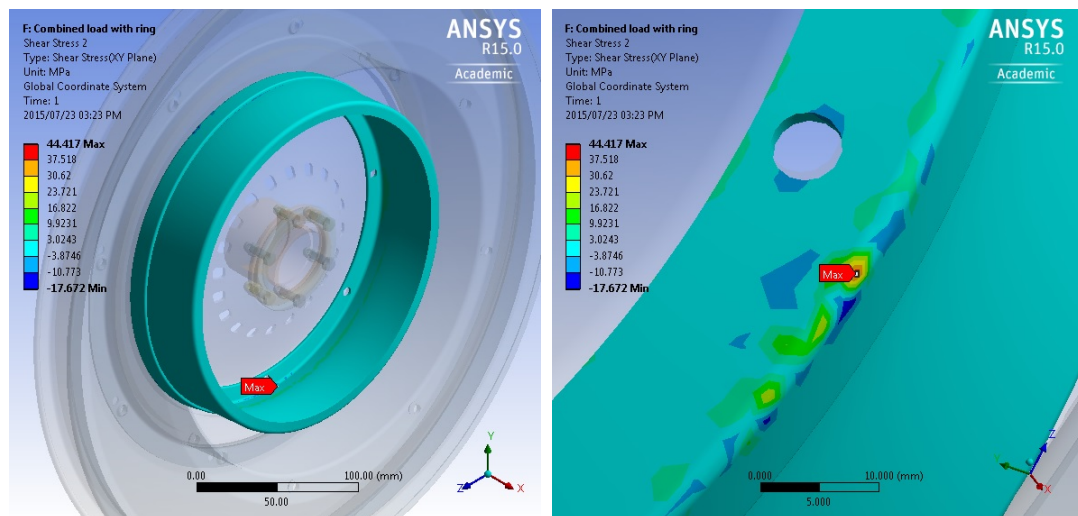 F: Combined load with ring
Shear Stress 2
Type: Shear Stress(XY Plane)
Unit: MPa
Global Coordinate System
Time: 1
2015/07/23 03:23 PM
44.417 Max
37.518
30.62
23.721
16.822
9.9231
3.0243
-3.8746
-10.773
-17.672 Min
ANSYS
R15.0
Academic
Max
0.00
100.00 (mm)
50.00
Y
Z
X
F: Combined load with ring
Shear Stress 2
Type: Shear Stress(XY Plane)
Unit: MPa
Global Coordinate System
Time: 1
2015/07/23 03:23 PM
44.417 Max
37.518
30.62
23.721
16.822
9.9231
3.0243
-3.8746
-10.773
-17.672 Min
ANSYS
R15.0
Academic
Max
0.000
10.000 (mm)
5.000
Z
Y
X